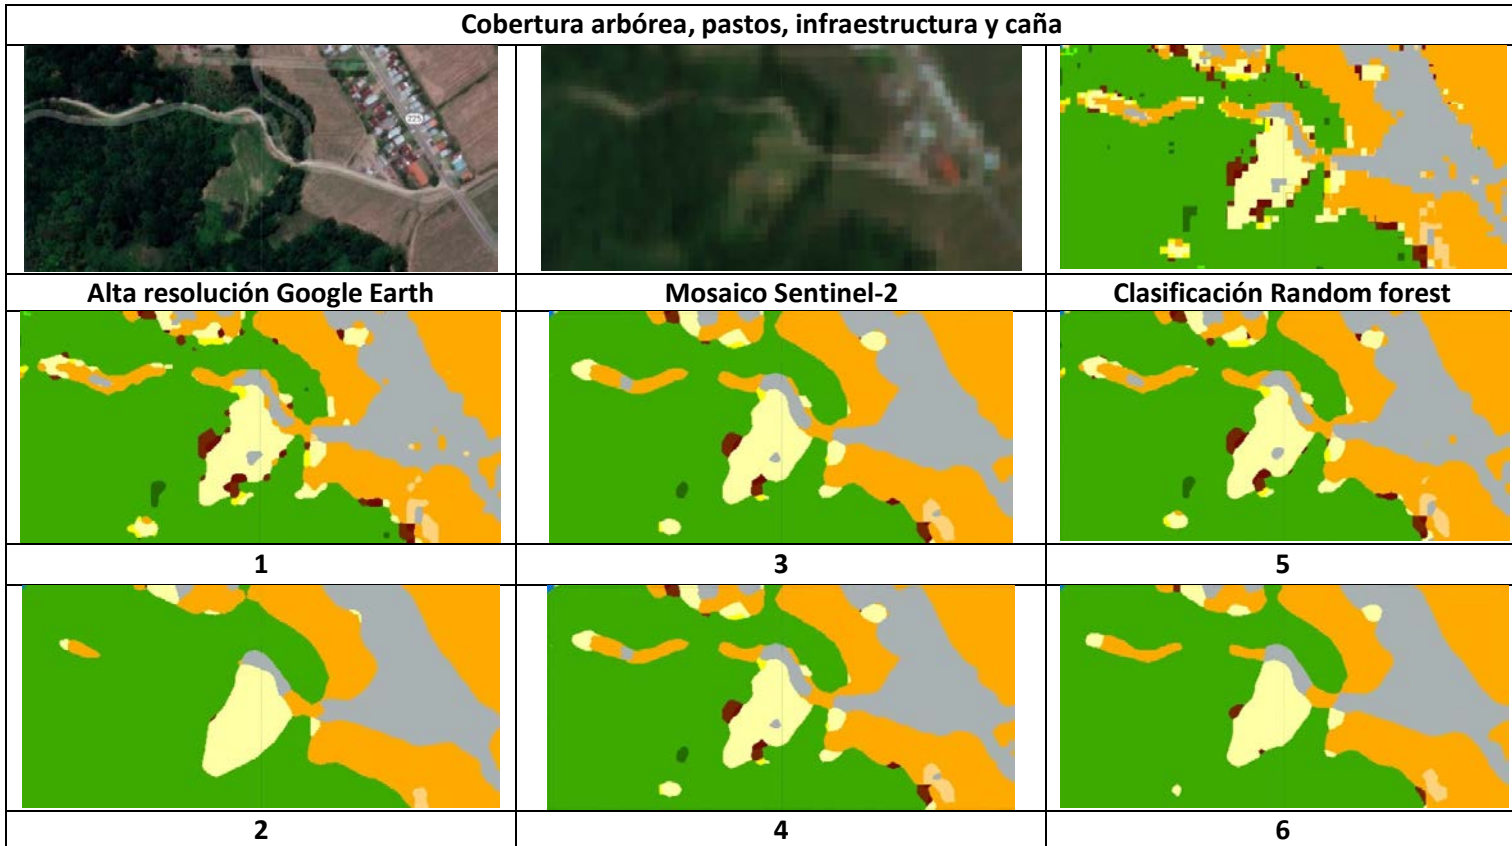 Cobertura arbórea, pastos, infraestructura y caña
225
Alta resolución Google Earth
Mosaico Sentinel-2
Clasificación Random forest
1
3
5
2
4
6